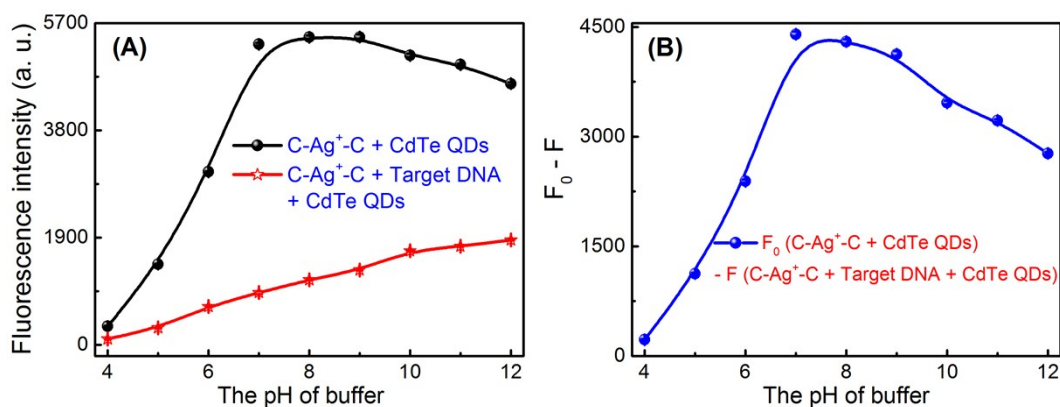 (A)
Fluorescence intensity (a. u.)
5700
3800
1900
0
C-Ag⁺-C + CdTe QDs
C-Ag⁺-C + Target DNA
+ CdTe QDs
4 6 8 10 12
The pH of buffer
(B)
F₀ - F
4500
3000
1500
0
F₀ (C-Ag⁺-C + CdTe QDs)
- F (C-Ag⁺-C + Target DNA + CdTe QDs)
4 6 8 10 12
The pH of buffer